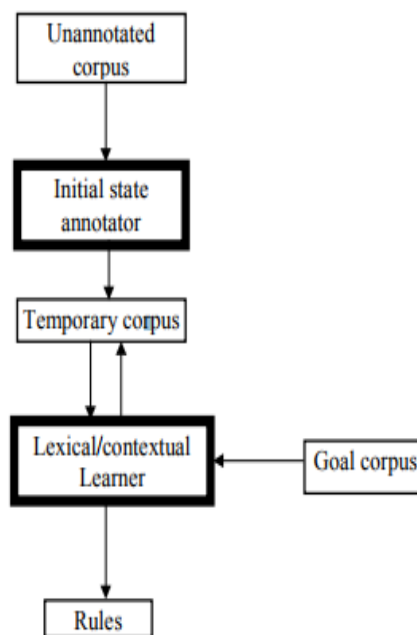 Unannotated
corpus
Initial state
annotator
Temporary corpus
Lexical/contextual
Learner
Goal corpus
Rules